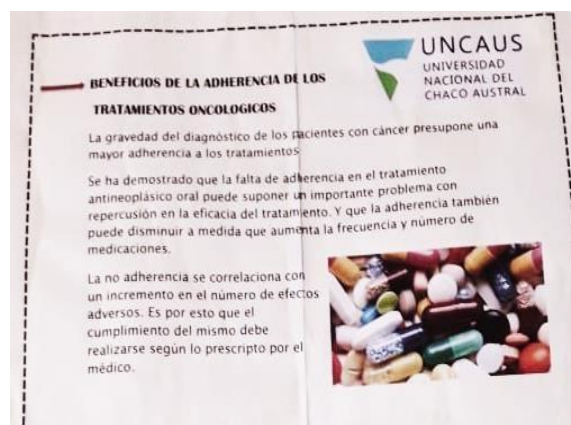 UNCAUS
UNIVERSIDAD
NACIONAL DEL
CHACO AUSTRAL
BENEFICIOS DE LA ADHERENCIA DE LOS
TRATAMIENTOS ONCOLOGICOS
La gravedad del diagnóstico de los pacientes con cáncer presupone una
mayor adherencia a los tratamientos
Se ha demostrado que la falta de adherencia en el tratamiento
antineoplásico oral puede suponer un importante problema con
repercusión en la eficacia del tratamiento. Y que la adherencia también
puede disminuir a medida que aumenta la frecuencia y número de
medicaciones.
La no adherencia se correlaciona con
un incremento en el número de efectos
adversos. Es por esto que el
cumplimiento del mismo debe
realizarse según lo prescripto por el
médico.